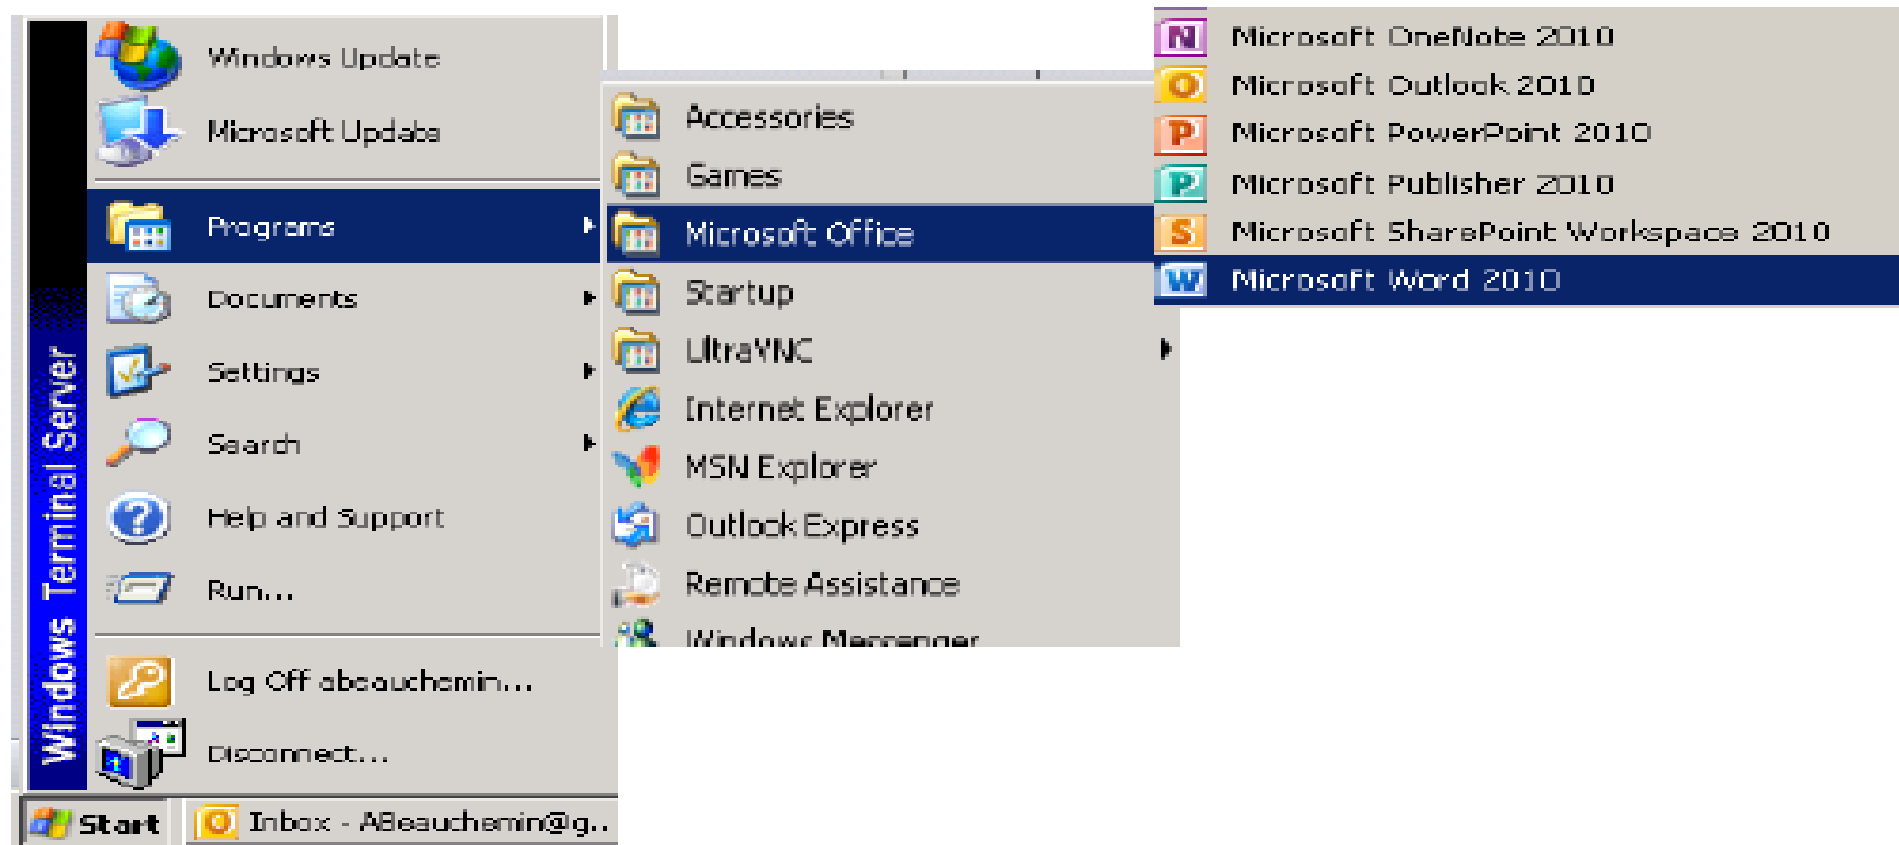 Windows Update
Microsoft Update
Programs
Documents
Settings
Search
Help and Support
Run...
Log Off abeauchemin...
Disconnect...
Windows Terminal Server
Start
Inbox - ABeauchemin@g..
Accessories
Games
Microsoft Office
Startup
UltraVNC
Internet Explorer
MSN Explorer
Outlook Express
Remote Assistance
Windows Messenger
Microsoft OneNote 2010
Microsoft Outlook 2010
Microsoft PowerPoint 2010
Microsoft Publisher 2010
Microsoft SharePoint Workspace 2010
Microsoft Word 2010